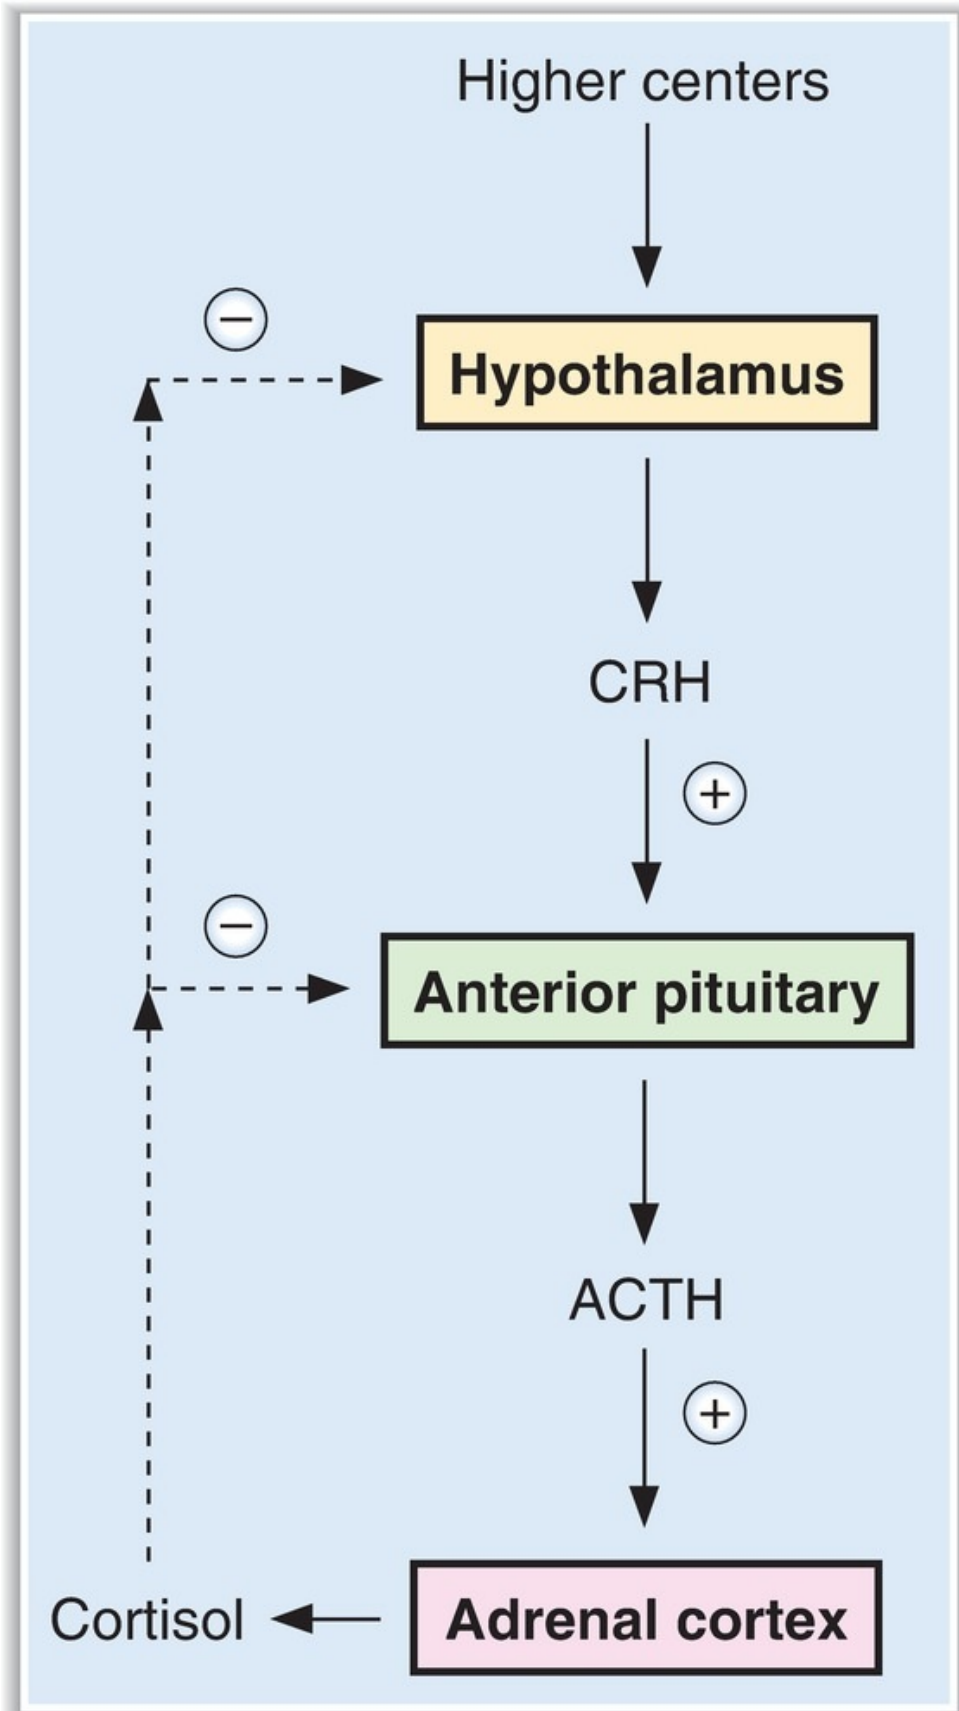 Higher centers
−
Hypothalamus
CRH
+
−
Anterior pituitary
ACTH
+
Cortisol
Adrenal cortex